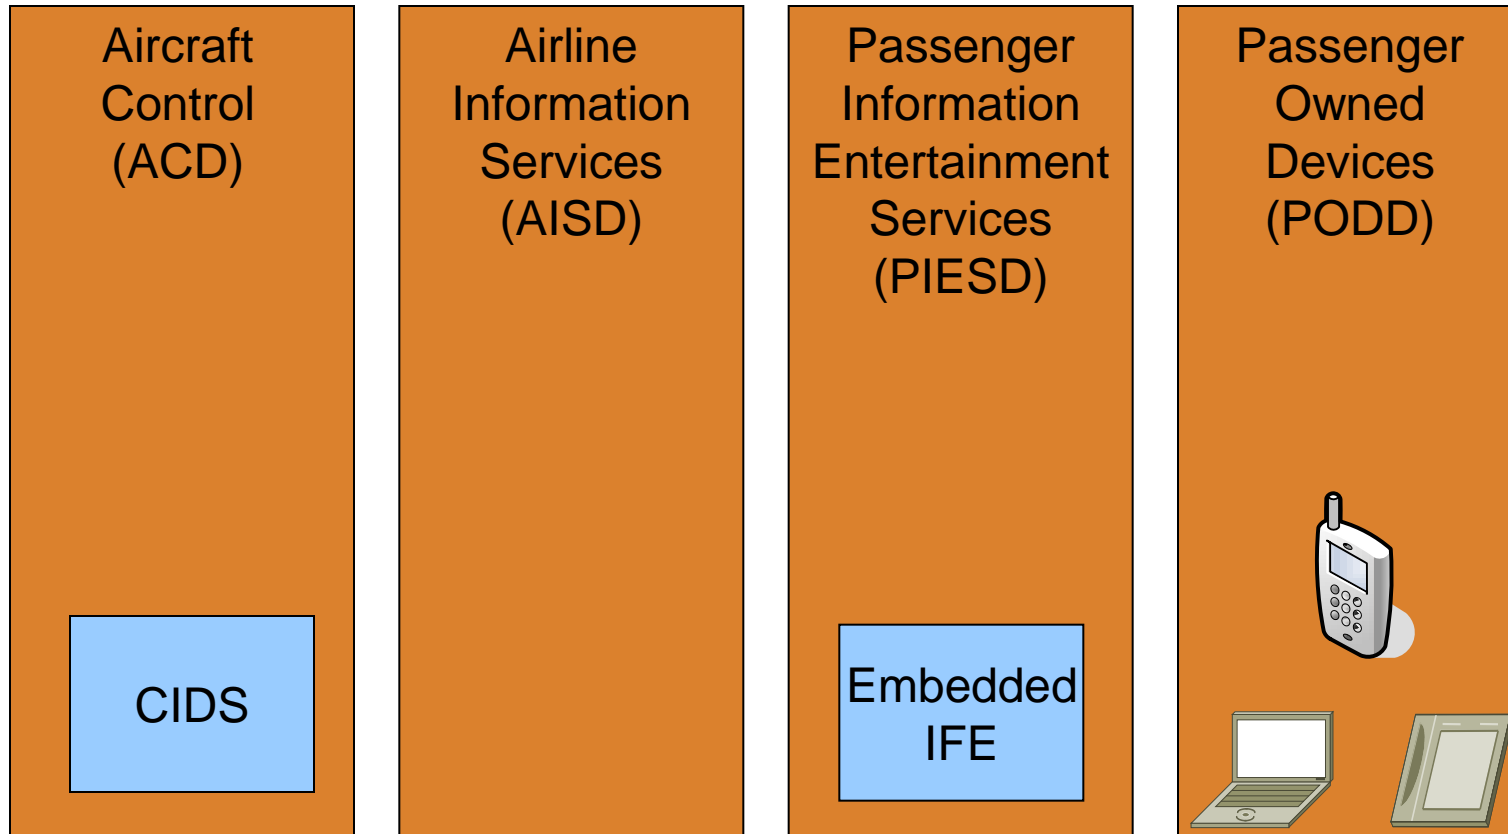 Aircraft
Control
(ACD)
Airline
Information
Services
(AISD)
Passenger
Information
Entertainment
Services
(PIESD)
Passenger
Owned
Devices
(PODD)
CIDS
Embedded
IFE